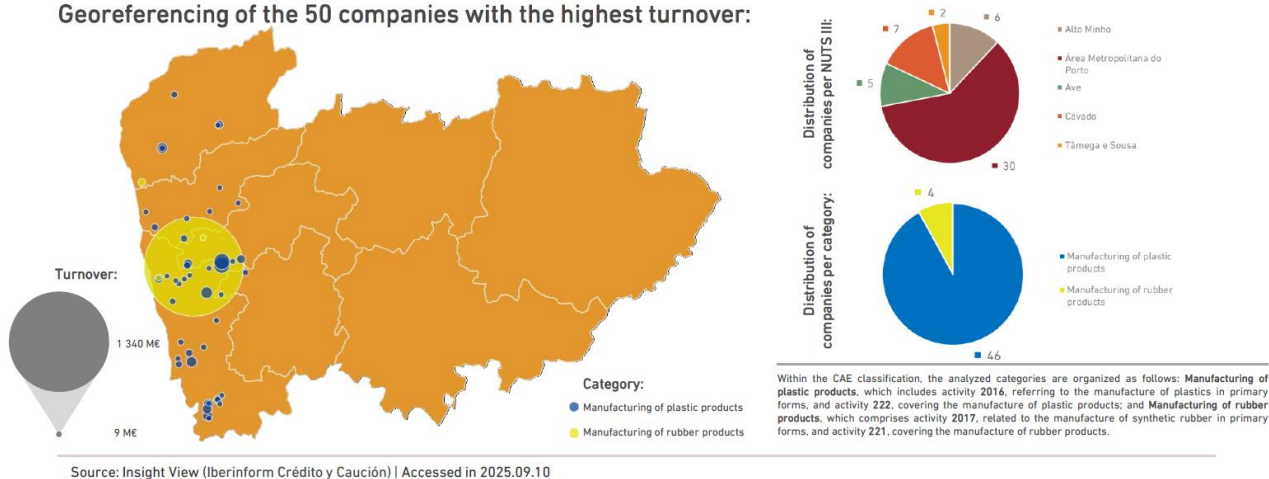 Georeferencing of the 50 companies with the highest turnover:
Turnover:
1 340 M€
9 M€
Category:
Manufacturing of plastic products
Manufacturing of rubber products
Distribution of
companies per NUTS III:
2
6
7
5
30
Alto Minho
Área Metropolitana do
Porto
Ave
Cávado
Tâmega e Sousa
Distribution of
companies per category:
4
46
Manufacturing of plastic
products
Manufacturing of rubber
products
Within the CAE classification, the analyzed categories are organized as follows: Manufacturing of
plastic products, which includes activity 2016, referring to the manufacture of plastics in primary
forms, and activity 222, covering the manufacture of plastic products; and Manufacturing of rubber
products, which comprises activity 2017, related to the manufacture of synthetic rubber in primary
forms, and activity 221, covering the manufacture of rubber products.
Source: Insight View (Iberinform Crédito y Caución) | Accessed in 2025.09.10